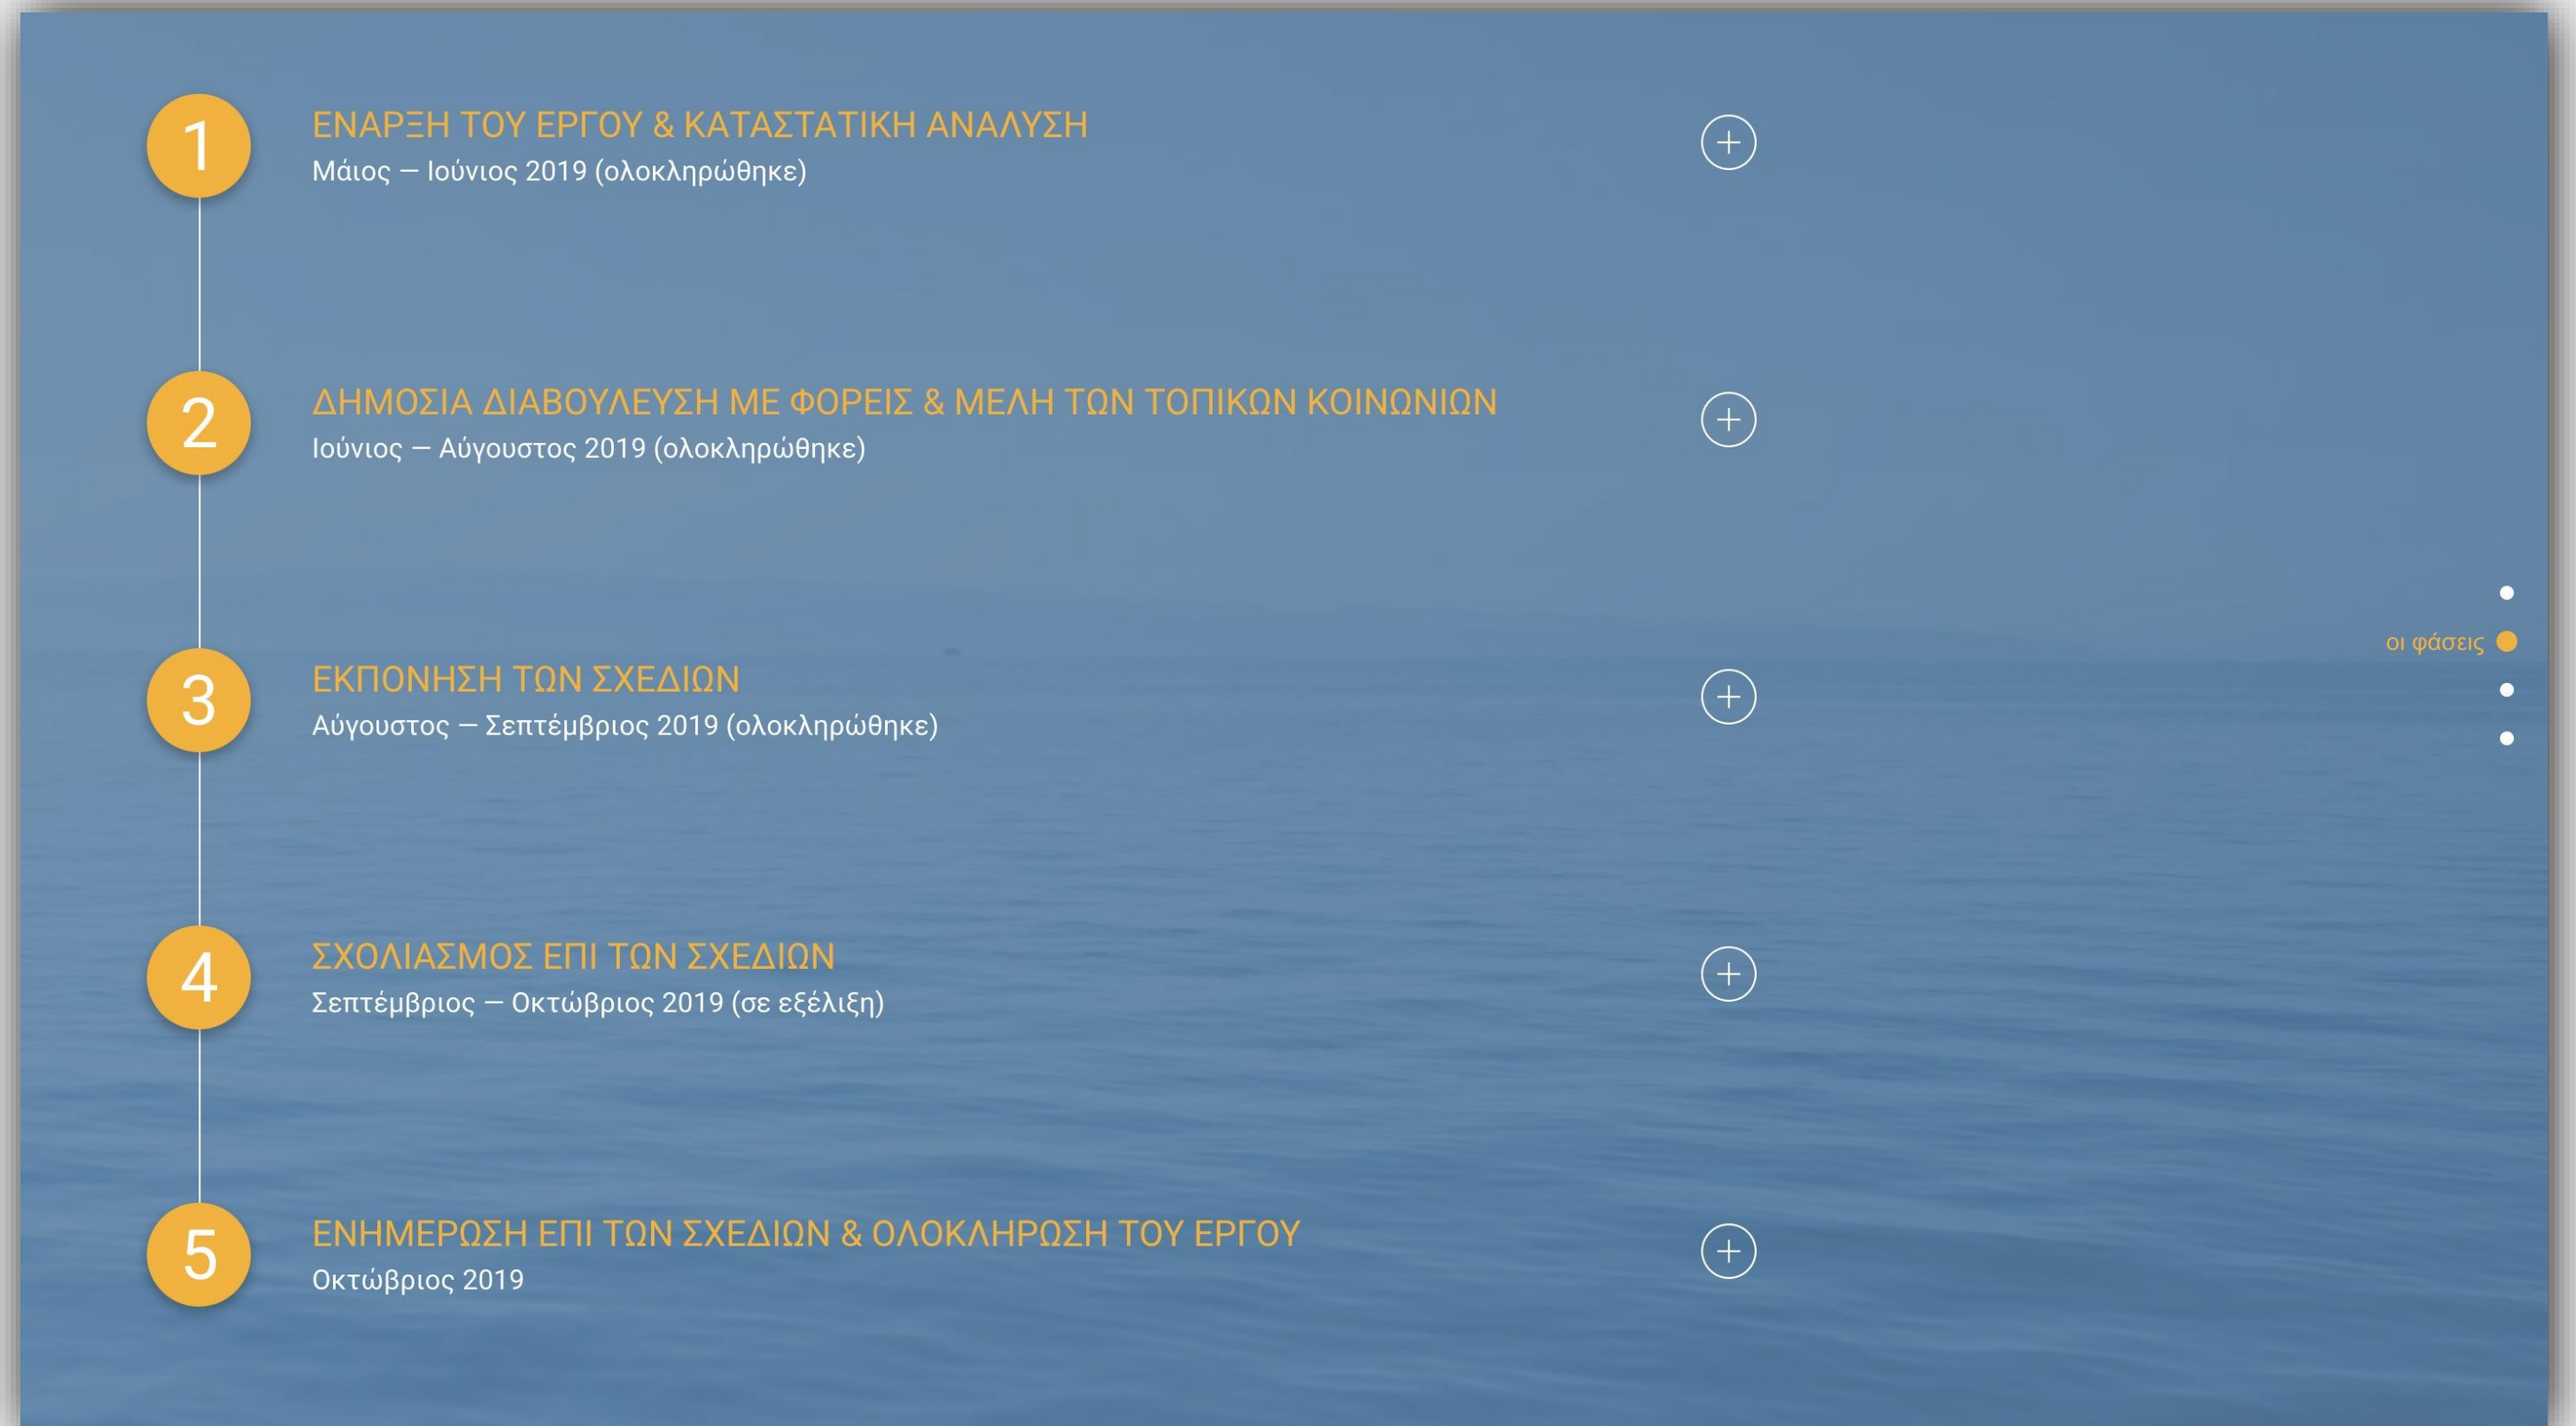 1
ΕΝΑΡΞΗ ΤΟΥ ΕΡΓΟΥ & ΚΑΤΑΣΤΑΤΙΚΗ ΑΝΑΛΥΣΗ
Μάιος — Ιούνιος 2019 (ολοκληρώθηκε)
2
ΔΗΜΟΣΙΑ ΔΙΑΒΟΥΛΕΥΣΗ ΜΕ ΦΟΡΕΙΣ & ΜΕΛΗ ΤΩΝ ΤΟΠΙΚΩΝ ΚΟΙΝΩΝΙΩΝ
Ιούνιος — Αύγουστος 2019 (ολοκληρώθηκε)
οι φάσεις
3
ΕΚΠΟΝΗΣΗ ΤΩΝ ΣΧΕΔΙΩΝ
Αύγουστος — Σεπτέμβριος 2019 (ολοκληρώθηκε)
4
ΣΧΟΛΙΑΣΜΟΣ ΕΠΙ ΤΩΝ ΣΧΕΔΙΩΝ
Σεπτέμβριος — Οκτώβριος 2019 (σε εξέλιξη)
5
ΕΝΗΜΕΡΩΣΗ ΕΠΙ ΤΩΝ ΣΧΕΔΙΩΝ & ΟΛΟΚΛΗΡΩΣΗ ΤΟΥ ΕΡΓΟΥ
Οκτώβριος 2019